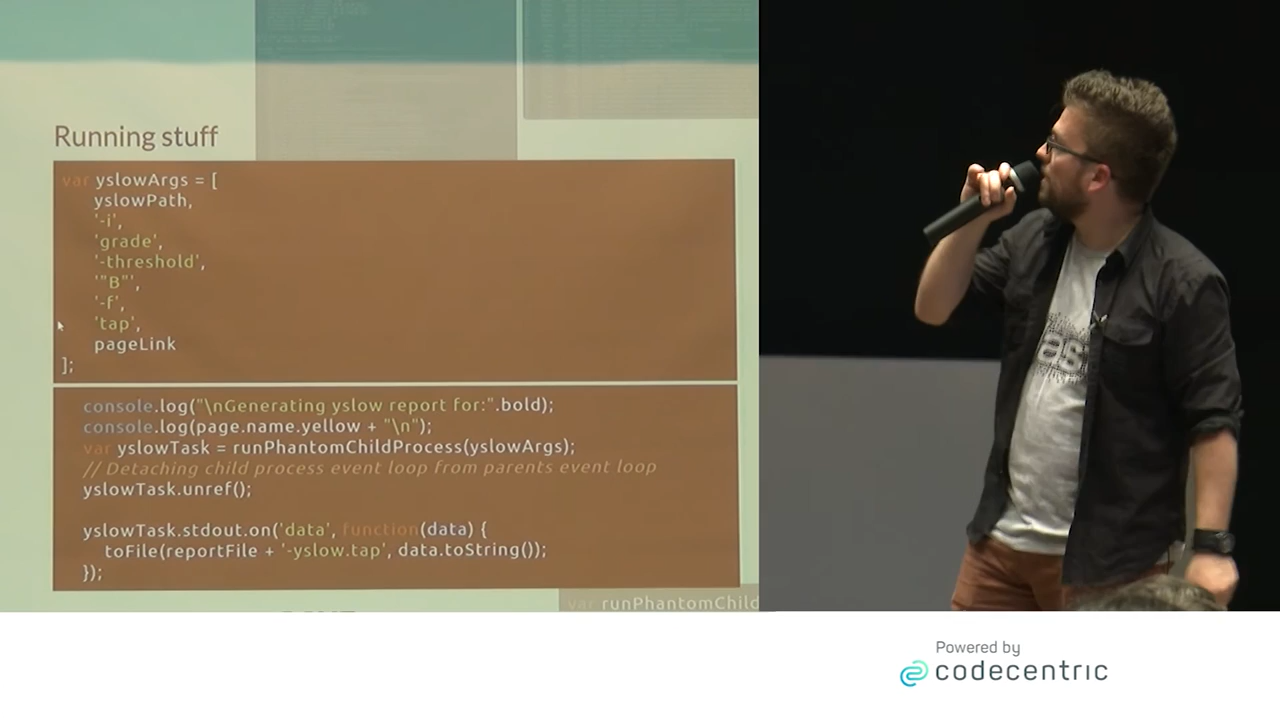 Running stuff
var yslowArgs = [
yslowPath,
'-i',
'grade',
'-threshold',
'"B"',
'-f',
'tap',
pageLink
];
console.log("\nGenerating yslow report for:".bold);
console.log(page.name.yellow + "\n");
var yslowTask = runPhantomChildProcess(yslowArgs);
// Detaching child process event loop from parents event loop
yslowTask.unref();
yslowTask.stdout.on('data', function(data) {
toFile(reportFile + '-yslow.tap', data.toString());
});
var runPhantomChild
as
Powered by
codecentric